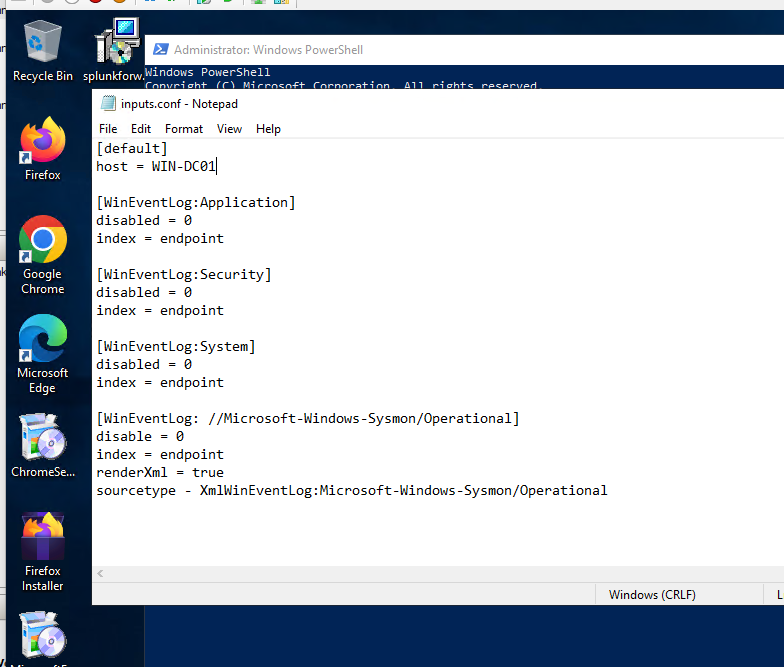 Recycle Bin
splunkforw...
Administrator: Windows PowerShell
Windows PowerShell
Copyright (C) Microsoft Corporation. All rights reserved.
inputs.conf - Notepad
File Edit Format View Help
[default]
host = WIN-DC01
[WinEventLog:Application]
disabled = 0
index = endpoint
[WinEventLog:Security]
disabled = 0
index = endpoint
[WinEventLog:System]
disabled = 0
index = endpoint
[WinEventLog: //Microsoft-Windows-Sysmon/Operational]
disable = 0
index = endpoint
renderXml = true
sourcetype - XmlWinEventLog:Microsoft-Windows-Sysmon/Operational
Windows (CRLF)
Firefox
Google
Chrome
Microsoft
Edge
ChromeSe...
Firefox
Installer